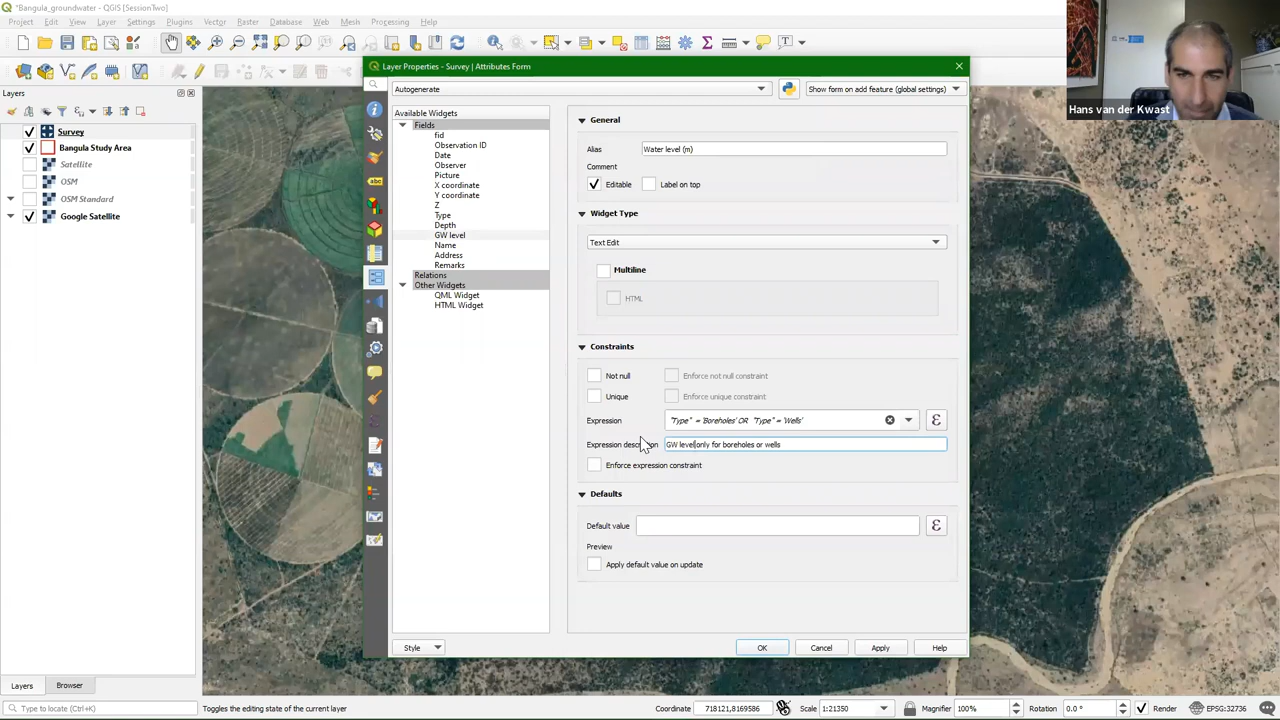 *Bangula_groundwater - QGIS [SessionTwo]
Project Edit View Layer Settings Plugins Vector Raster Database Web Mesh Processing Help
Hans van der Kwast
Layer Properties - Survey | Attributes Form
Autogenerate
Show form on add feature (global settings)
Layers
Survey
Bangula Study Area
Satellite
OSM
OSM Standard
Google Satellite
Available Widgets
Fields
fid
Observation ID
Date
Observer
Picture
X coordinate
Y coordinate
Z
Type
Depth
GW level
Name
Address
Remarks
Relations
Other Widgets
QML Widget
HTML Widget
General
Alias Water level (m)
Comment
Editable Label on top
Widget Type
Text Edit
Multiline
HTML
Constraints
Not null Enforce not null constraint
Unique Enforce unique constraint
Expression "Type" = 'Boreholes' OR "Type" = 'Wells'
Expression description GW levelonly for boreholes or wells
Enforce expression constraint
Defaults
Default value
Preview
Apply default value on update
Style OK Cancel Apply Help
Layers Browser
Type to locate (Ctrl+K) Toggles the editing state of the current layer Coordinate 718121,8169586 Scale 1:21350 Magnifier 100% Rotation 0.0 ° Render EPSG:32736